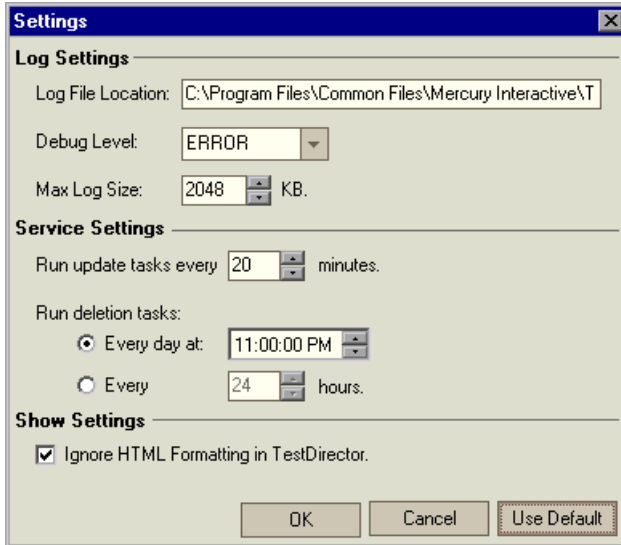 Settings
Log Settings
Log File Location: C:\Program Files\Common Files\Mercury Interactive\T
Debug Level: ERROR
Max Log Size: 2048 KB.
Service Settings
Run update tasks every 20 minutes.
Run deletion tasks:
Every day at: 11:00:00 PM
Every 24 hours.
Show Settings
Ignore HTML Formatting in TestDirector.
OK Cancel Use Default